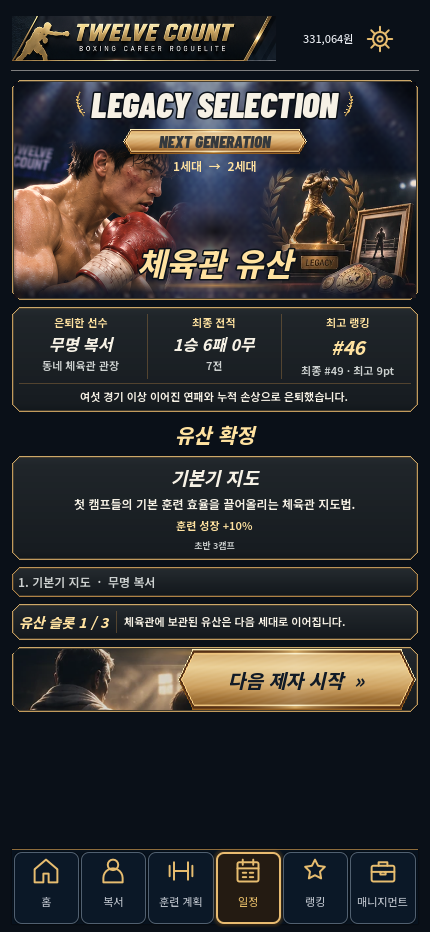 TWELVE COUNT
BOXING CAREER ROGUELITE
331,064원
LEGACY SELECTION
NEXT GENERATION
1세대 → 2세대
TWELVE
COUNT
체육관 유산
LEGACY
은퇴한 선수
무명 복서
동네 체육관 관장
최종 전적
1승 6패 0무
7전
최고 랭킹
#46
최종 #49 · 최고 9pt
여섯 경기 이상 이어진 연패와 누적 손상으로 은퇴했습니다.
유산 확정
기본기 지도
첫 캠프들의 기본 훈련 효율을 끌어올리는 체육관 지도법.
훈련 성장 +10%
초반 3캠프
1. 기본기 지도 · 무명 복서
유산 슬롯 1 / 3
체육관에 보관된 유산은 다음 세대로 이어집니다.
다음 제자 시작 »
홈
복서
훈련 계획
일정
랭킹
매니지먼트